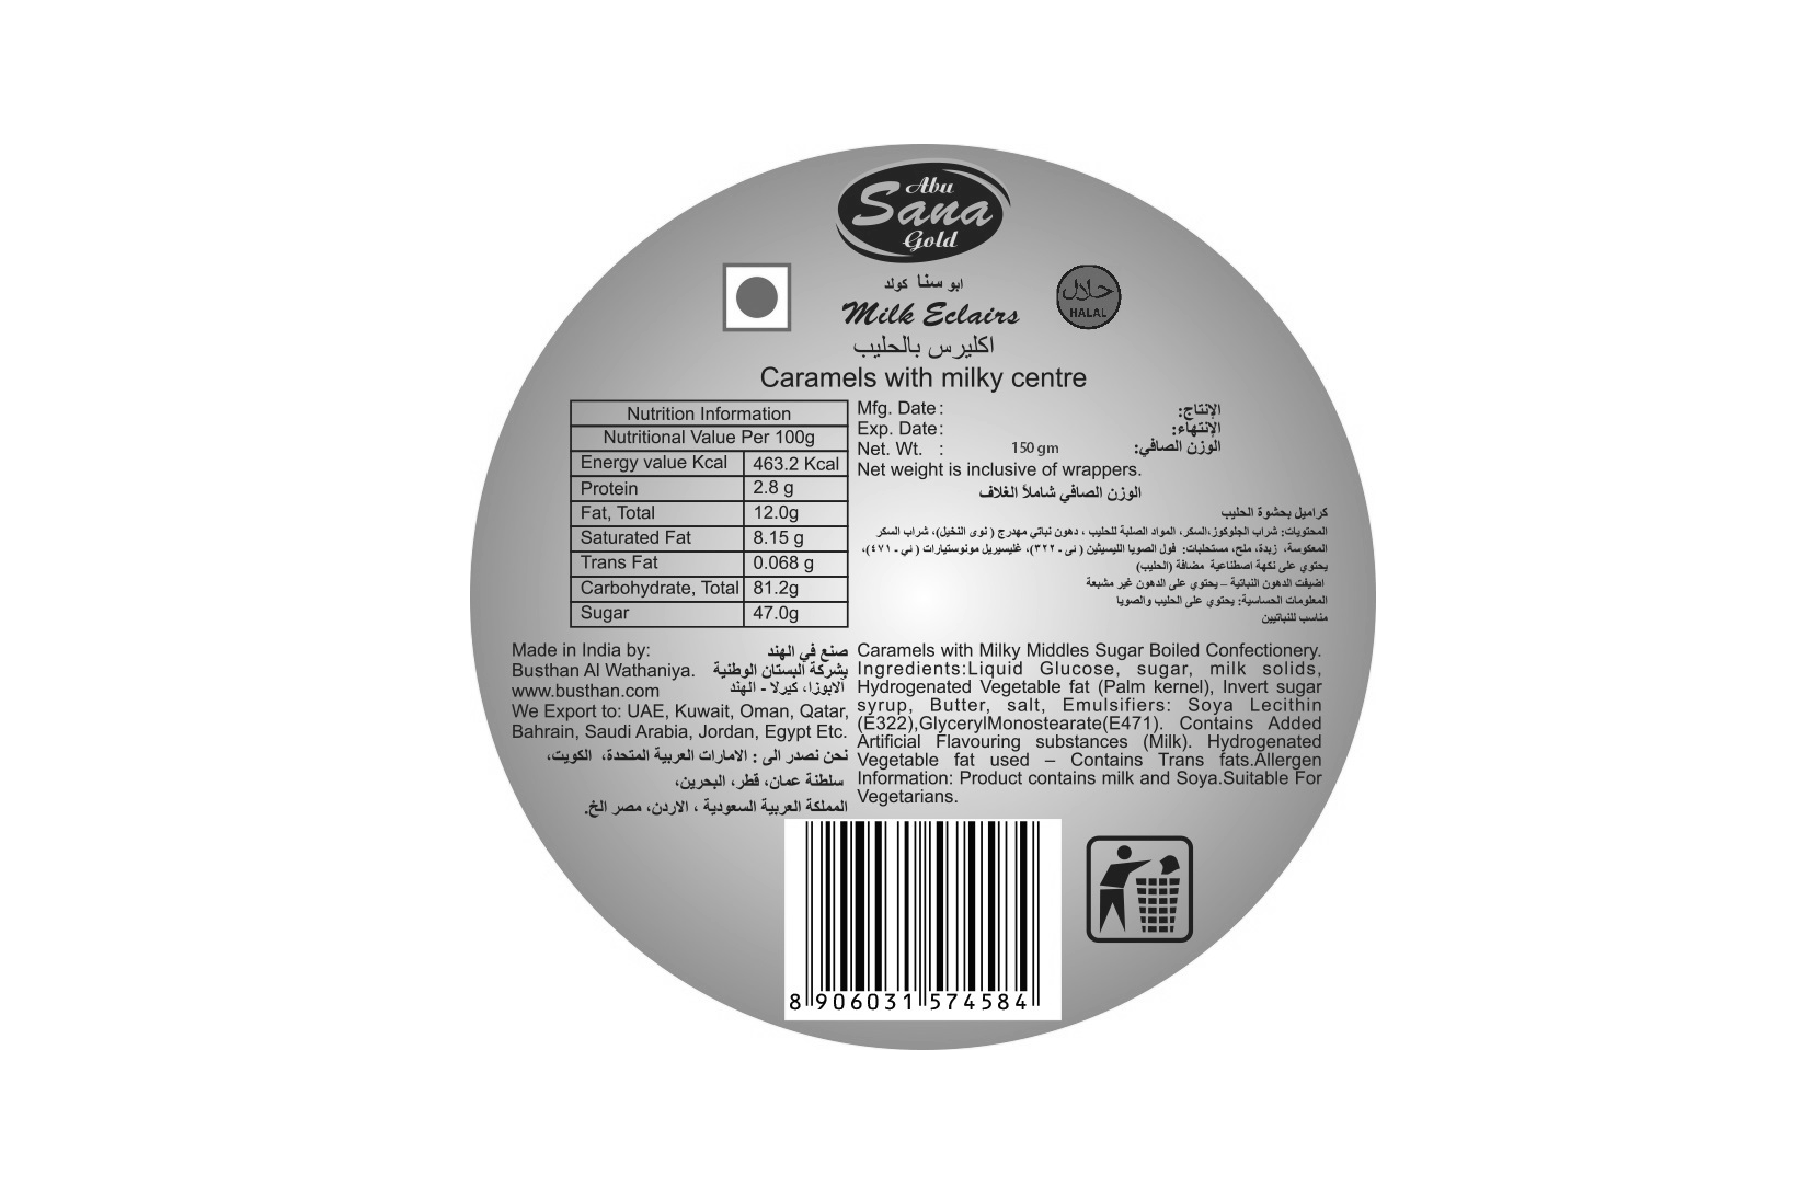 Abu
Sana
Gold
ابو سنا كولد
Milk Eclairs
اكليرس بالحليب
حلال
HALAL
Caramels with milky centre
Nutrition Information
Nutritional Value Per 100g
Energy value Kcal 463.2 Kcal
Protein 2.8 g
Fat, Total 12.0g
Saturated Fat 8.15 g
Trans Fat 0.068 g
Carbohydrate, Total 81.2g
Sugar 47.0g
Mfg. Date: الإنتاج:
Exp. Date: الإنتهاء:
Net. Wt. : 150 gm الوزن الصافي:
Net weight is inclusive of wrappers.
الوزن الصافي شاملاً الغلاف
كراميل بحشوة الحليب
المحتويات: شراب الجلوكوز،السكر، المواد الصلبة للحليب ، دهون نباتي مهدرج ( نوى النخيل)، شراب السكر
المعكوسة، زبدة، ملح، مستحلبات: فول الصويا الليسيثين ( ئى - ٣٢٢)، غليسيريل مونوستيارات ( ئي - ٤٧١)،
يحتوي على نكهة اصطناعية مضافة (الحليب)
اضيفت الدهون النباتية – يحتوي على الدهون غير مشبعة
المعلومات الحساسية: يحتوي على الحليب والصويا
مناسب للنباتيين
Made in India by: صنع في الهند
Busthan Al Wathaniya. بشركة البستان الوطنية
www.busthan.com آلابوزا، كيرلا - الهند
We Export to: UAE, Kuwait, Oman, Qatar,
Bahrain, Saudi Arabia, Jordan, Egypt Etc.
نحن نصدر الى : الامارات العربية المتحدة، الكويت،
سلطنة عمان، قطر، البحرين،
المملكة العربية السعودية ، الاردن، مصر الخ.
Caramels with Milky Middles Sugar Boiled Confectionery.
Ingredients:Liquid Glucose, sugar, milk solids,
Hydrogenated Vegetable fat (Palm kernel), Invert sugar
syrup, Butter, salt, Emulsifiers: Soya Lecithin
(E322),GlycerylMonostearate(E471). Contains Added
Artificial Flavouring substances (Milk). Hydrogenated
Vegetable fat used – Contains Trans fats.Allergen
Information: Product contains milk and Soya.Suitable For
Vegetarians.
8 906031 574584